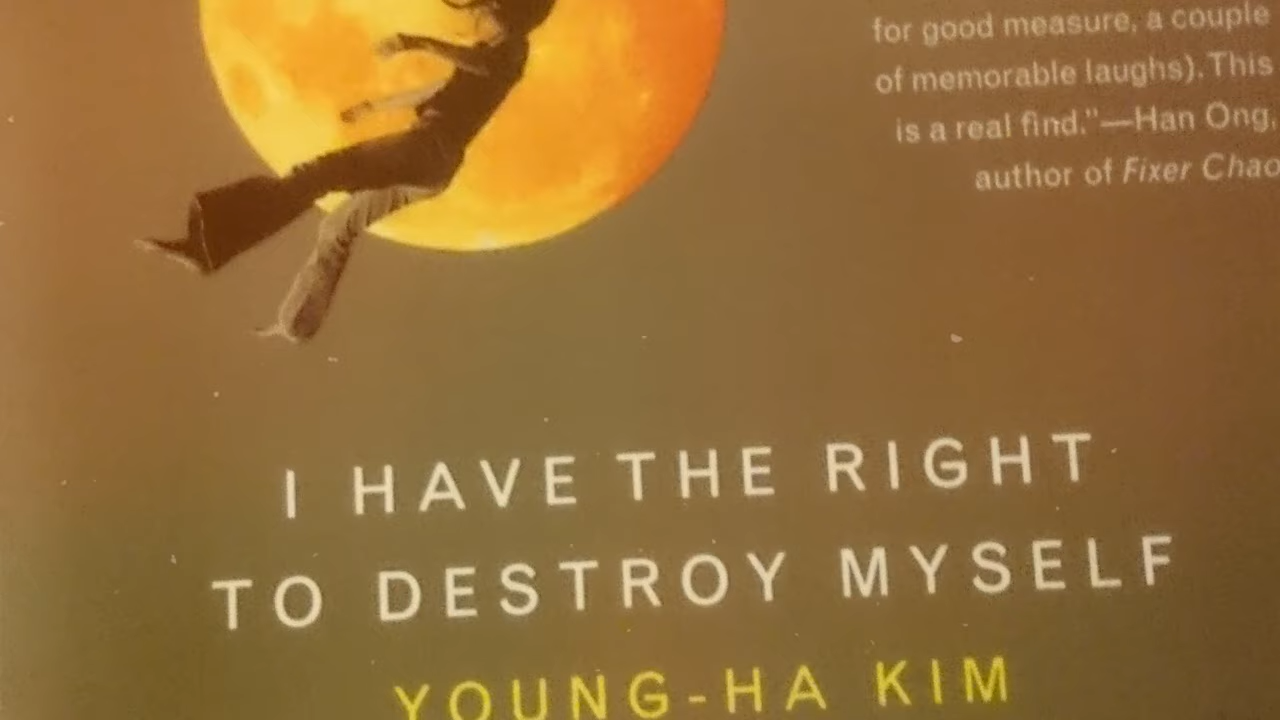 for good measure, a couple
of memorable laughs). This
is a real find."—Han Ong,
author of Fixer Chao
I HAVE THE RIGHT
TO DESTROY MYSELF
YOUNG-HA KIM